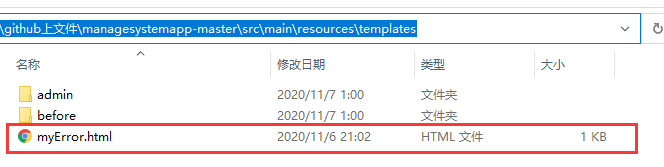 \github上文件\managesystemapp-master\src\main\resources\templates
名称 修改日期 类型 大小
admin 2020/11/7 1:00 文件夹
before 2020/11/7 1:00 文件夹
myError.html 2020/11/6 21:02 HTML 文件 1 KB